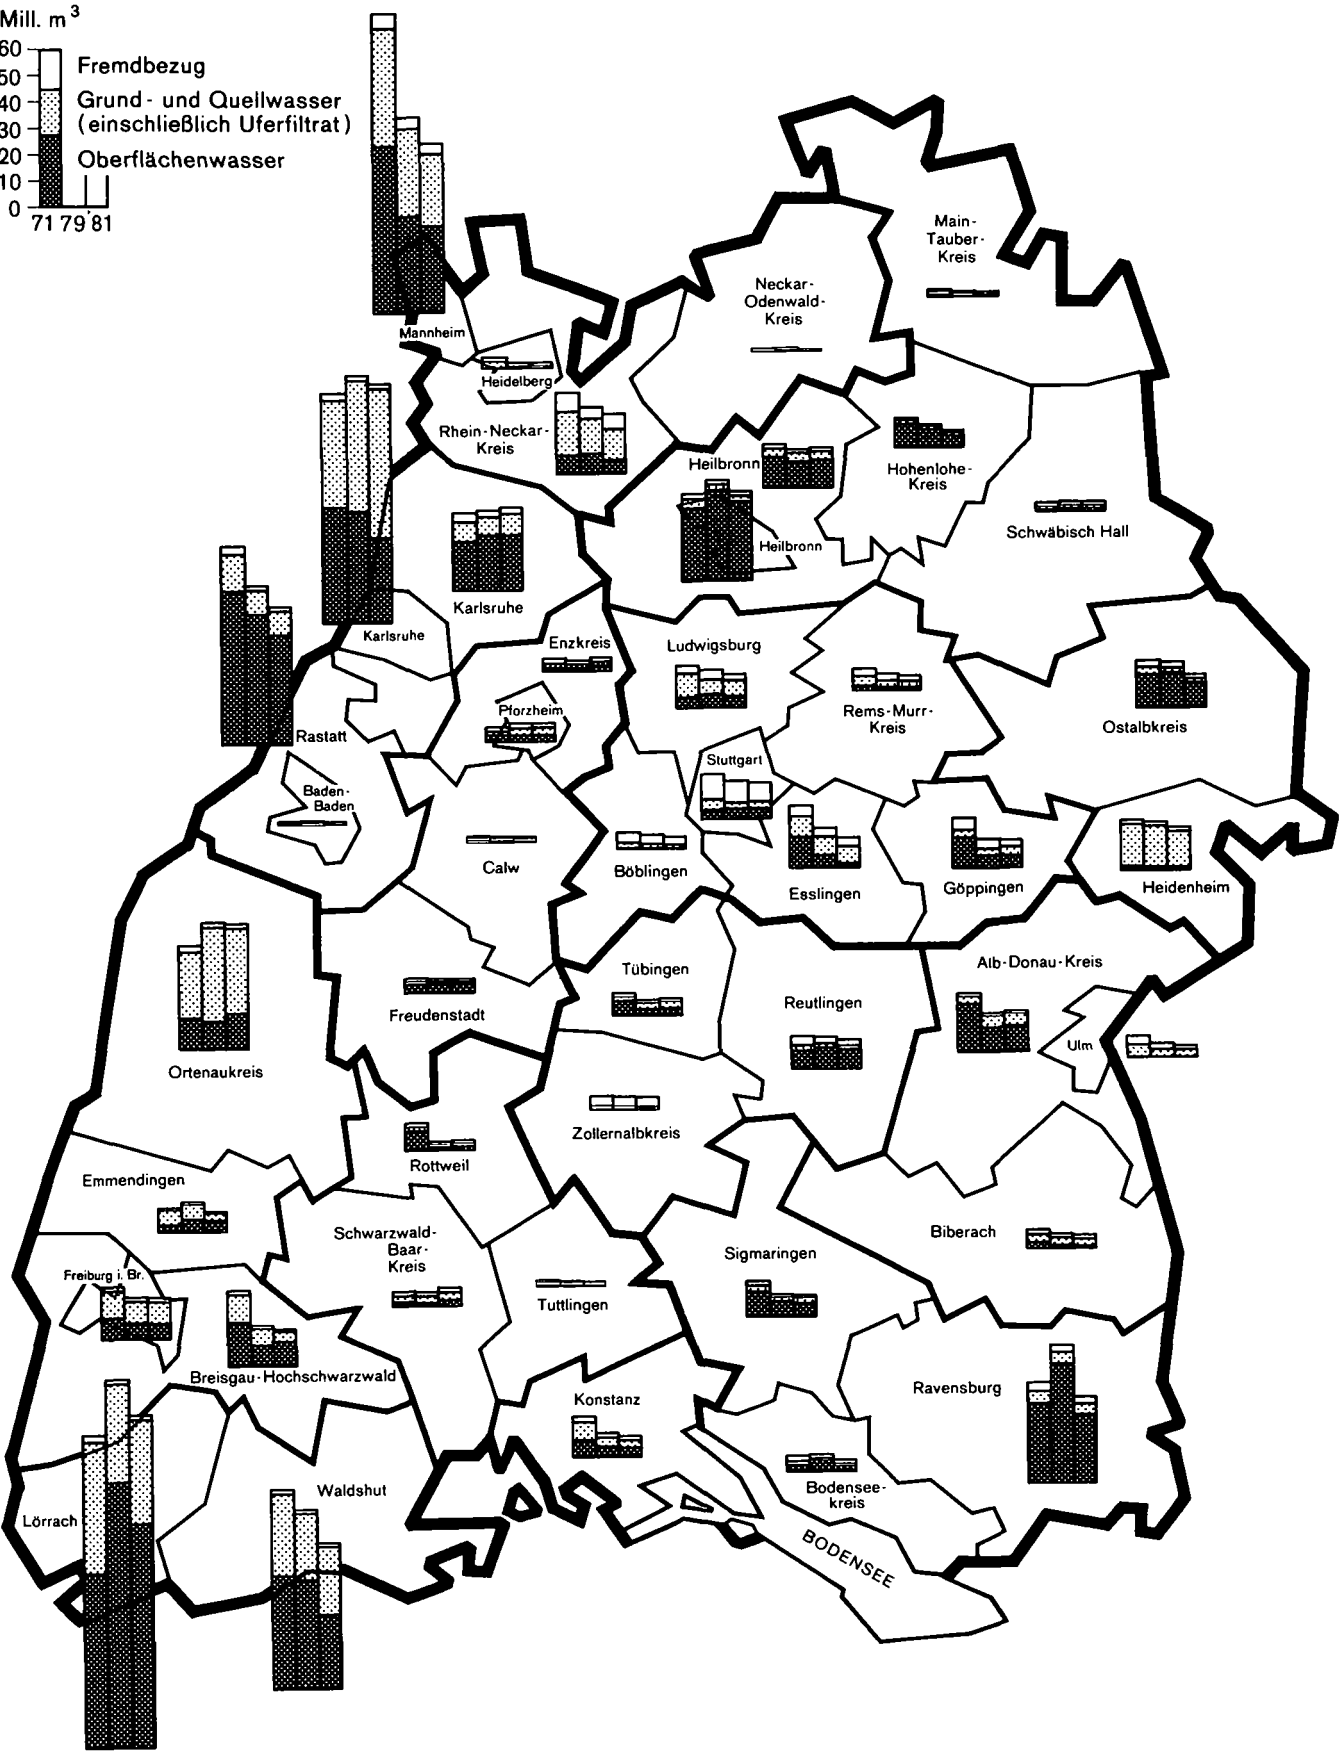 Mill. m³
60
50
40
30
20
10
0
71 79 81
Fremdbezug
Grund- und Quellwasser
(einschließlich Uferfiltrat)
Oberflächenwasser
Main-
Tauber-
Kreis
Neckar-
Odenwald-
Kreis
Mannheim
Heidelberg
Rhein-Neckar-
Kreis
Heilbronn
Hohenlohe-
Kreis
Schwäbisch Hall
Heilbronn
Karlsruhe
Karlsruhe
Enzkreis
Ludwigsburg
Rems-Murr-
Kreis
Ostalbkreis
Pforzheim
Rastatt
Stuttgart
Baden-
Baden
Calw
Böblingen
Esslingen
Göppingen
Heidenheim
Tübingen
Alb-Donau-Kreis
Reutlingen
Freudenstadt
Ulm
Ortenaukreis
Zollernalbkreis
Rottweil
Emmendingen
Schwarzwald-
Baar-
Kreis
Biberach
Sigmaringen
Freiburg i. Br.
Tuttlingen
Breisgau-Hochschwarzwald
Ravensburg
Konstanz
Waldshut
Bodensee-
kreis
Lörrach
BODENSEE